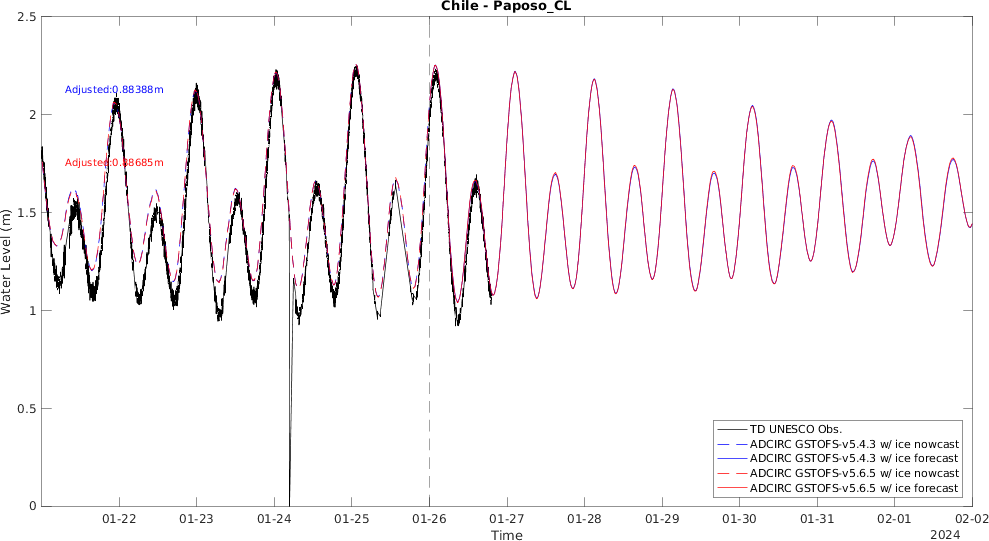 Chile - Paposo_CL
2.5
2
1.5
1
0.5
0
Water Level (m)
Adjusted:0.88388m
Adjusted:0.88685m
TD UNESCO Obs.
ADCIRC GSTOFS-v5.4.3 w/ ice nowcast
ADCIRC GSTOFS-v5.4.3 w/ ice forecast
ADCIRC GSTOFS-v5.6.5 w/ ice nowcast
ADCIRC GSTOFS-v5.6.5 w/ ice forecast
01-22 01-23 01-24 01-25 01-26 01-27 01-28 01-29 01-30 01-31 02-01 02-02
Time
2024